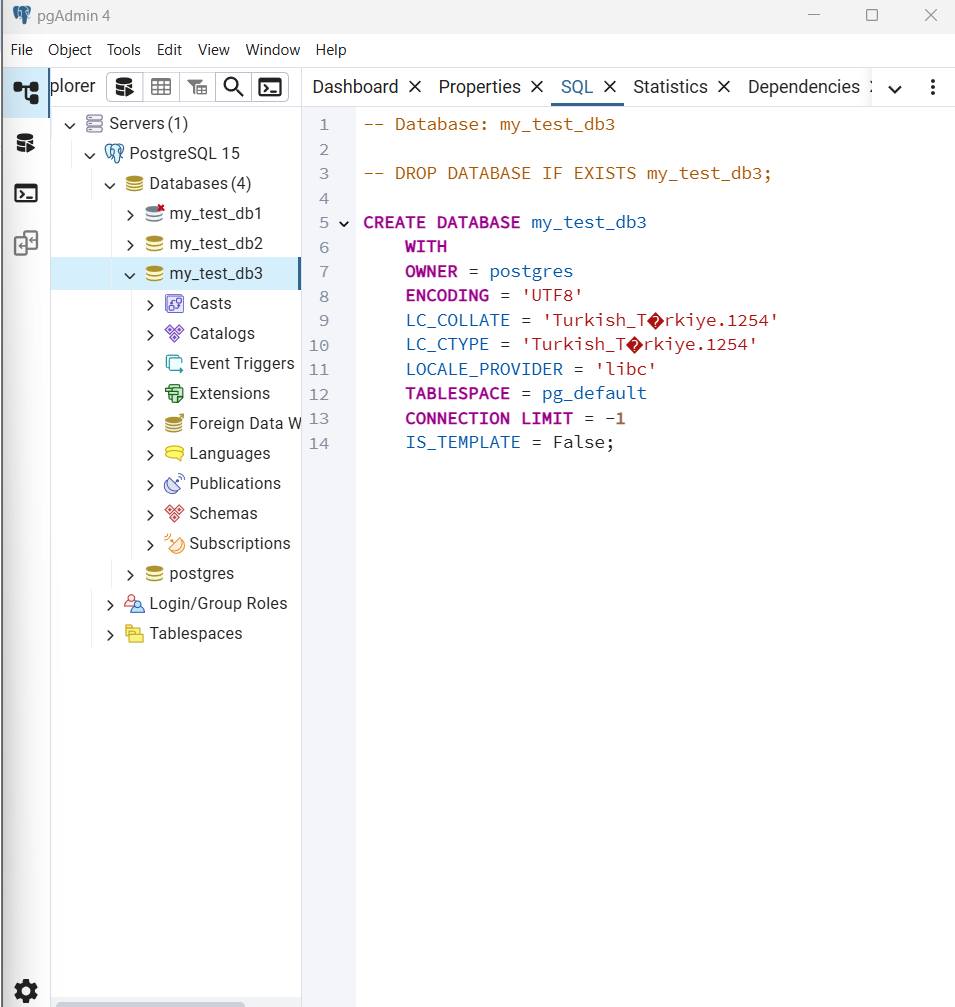 pgAdmin 4
File Object Tools Edit View Window Help
plorer
Dashboard Properties SQL Statistics Dependencies
Servers (1)
PostgreSQL 15
Databases (4)
my_test_db1
my_test_db2
my_test_db3
Casts
Catalogs
Event Triggers
Extensions
Foreign Data W
Languages
Publications
Schemas
Subscriptions
postgres
Login/Group Roles
Tablespaces
1 -- Database: my_test_db3
2
3 -- DROP DATABASE IF EXISTS my_test_db3;
4
5 CREATE DATABASE my_test_db3
6 WITH
7 OWNER = postgres
8 ENCODING = 'UTF8'
9 LC_COLLATE = 'Turkish_T�rkiye.1254'
10 LC_CTYPE = 'Turkish_T�rkiye.1254'
11 LOCALE_PROVIDER = 'libc'
12 TABLESPACE = pg_default
13 CONNECTION LIMIT = -1
14 IS_TEMPLATE = False;